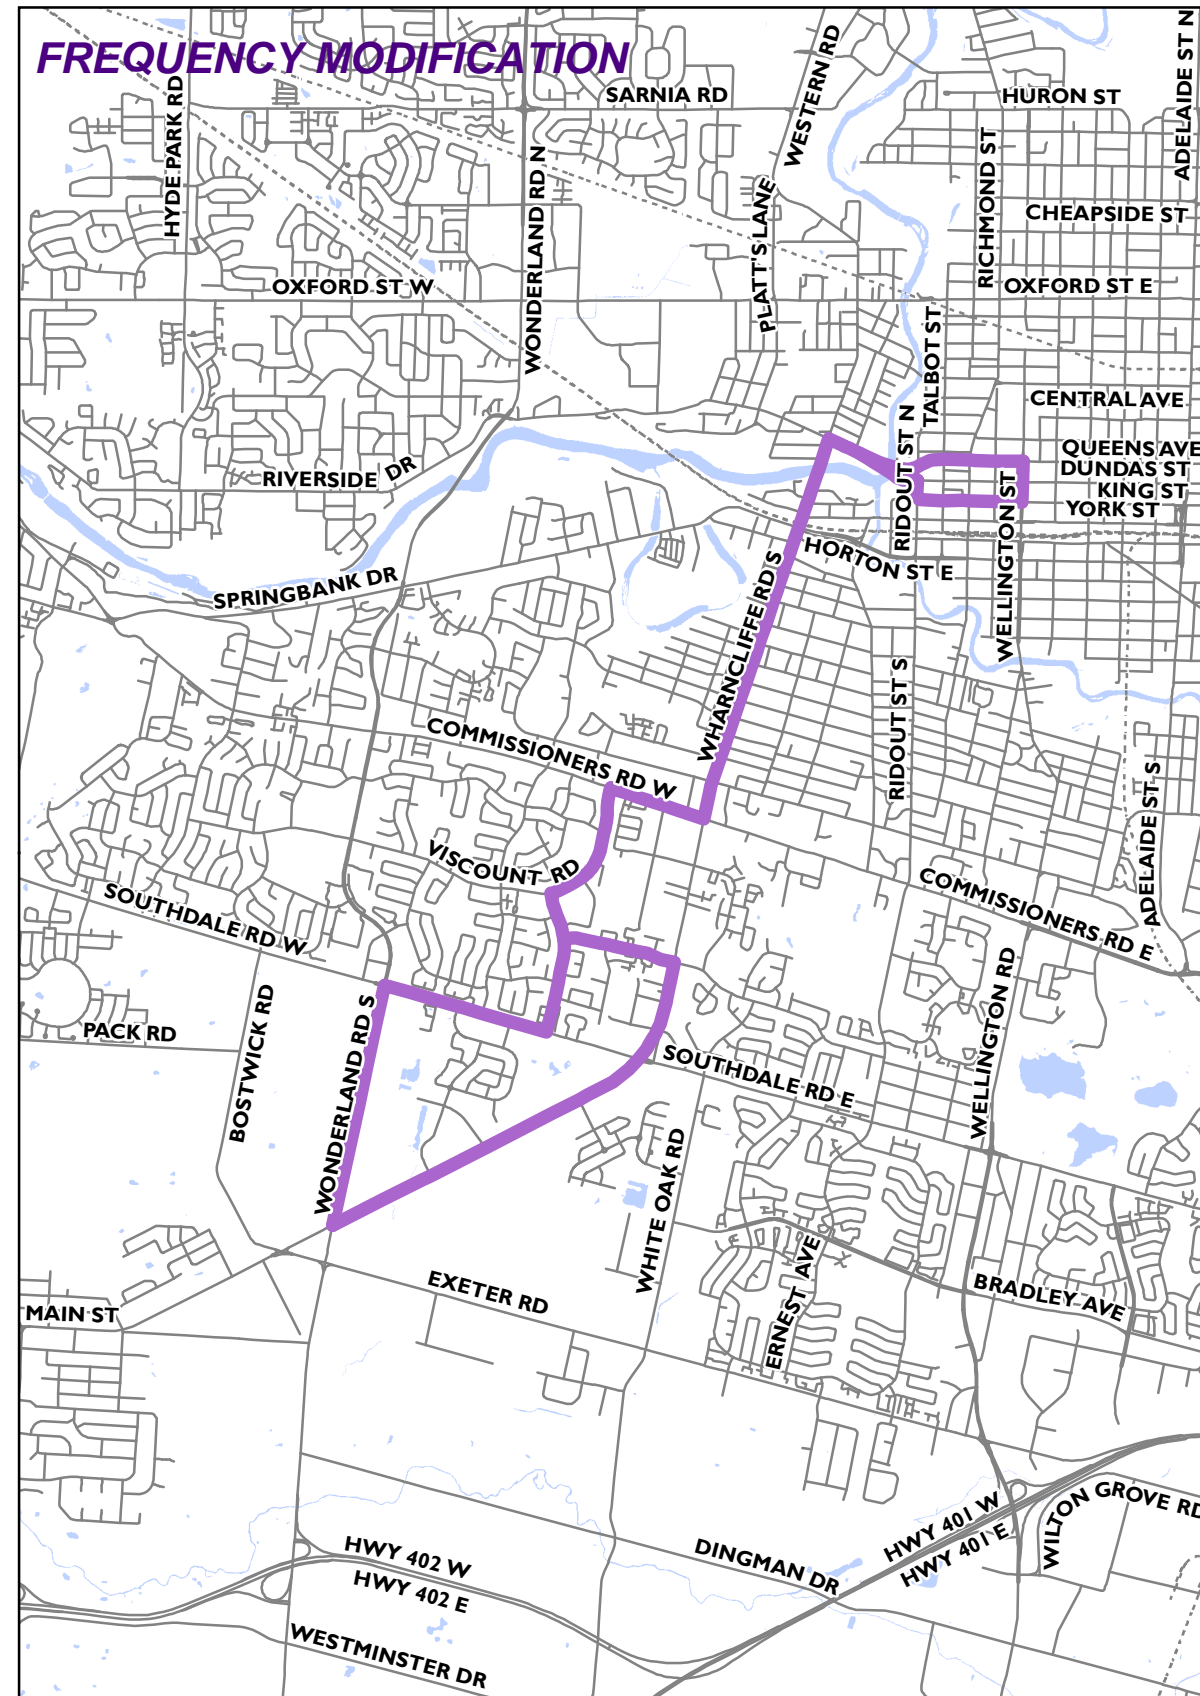 FREQUENCY MODIFICATION
SARNIA RD
HURON ST
WESTERN RD
ADELAIDE ST N
HYDE PARK RD
WONDERLAND RD N
RICHMOND ST
CHEAPSIDE ST
PLATT'S LANE
OXFORD ST W
OXFORD ST E
TALBOT ST
CENTRAL AVE
RIDOUT ST N
QUEENS AVE
DUNDAS ST
KING ST
YORK ST
RIVERSIDE DR
WELLINGTON ST
HORTON ST E
SPRINGBANK DR
WHARNCLIFFE RD S
RIDOUT ST S
COMMISSIONERS RD W
ADELAIDE ST S
VISCOUNT RD
COMMISSIONERS RD E
SOUTHDALE RD W
WELLINGTON RD
BOSTWICK RD
WONDERLAND RD S
PACK RD
SOUTHDALE RD E
WHITE OAK RD
ERNEST AVE
BRADLEY AVE
EXETER RD
MAIN ST
HWY 401 W
HWY 401 E
WILTON GROVE RD
DINGMAN DR
HWY 402 W
HWY 402 E
WESTMINSTER DR